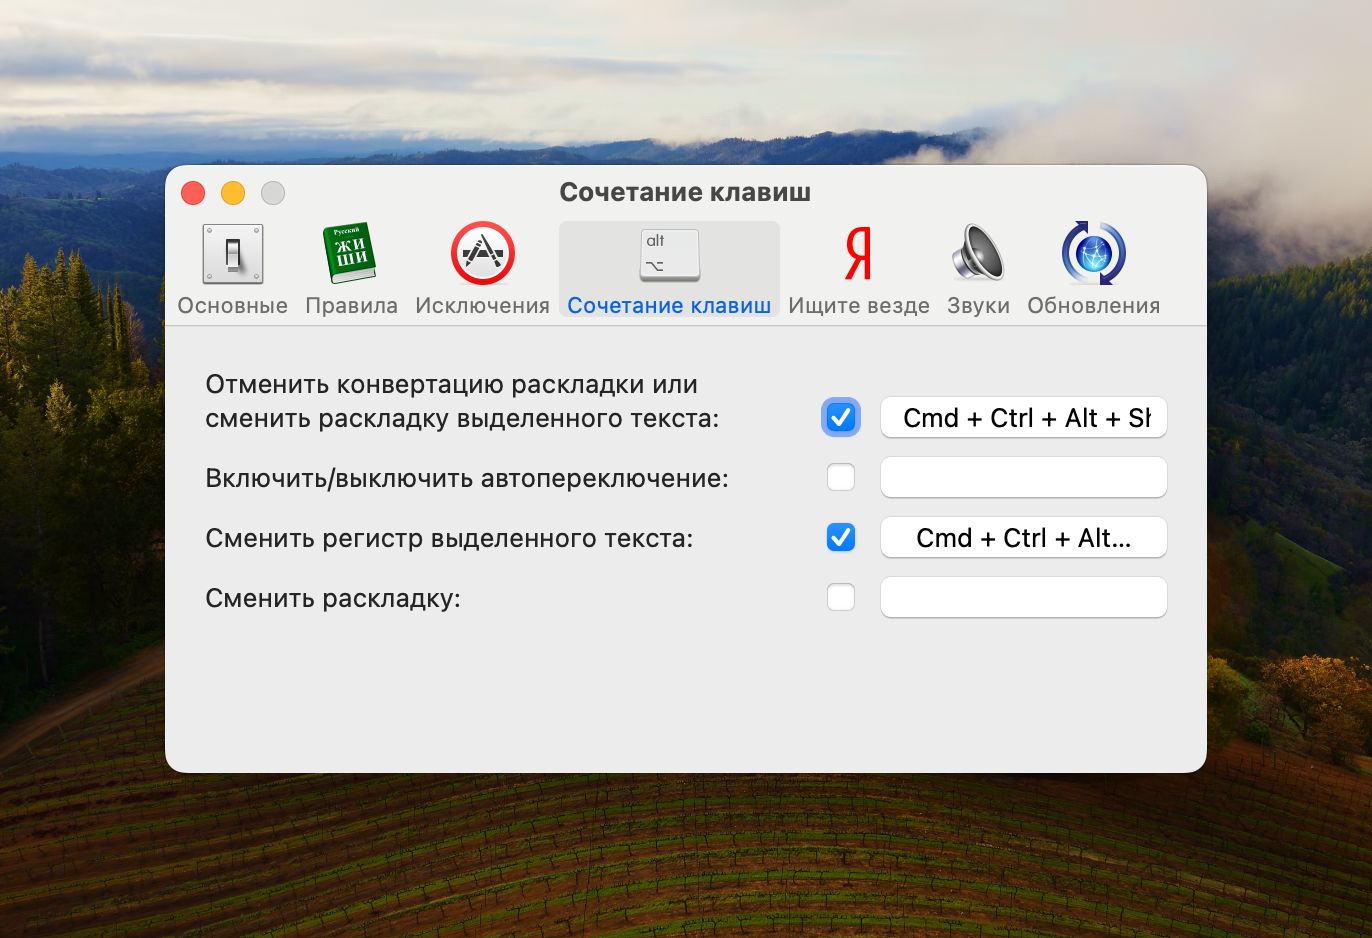 Сочетание клавиш
Русский
ЖИ
ШИ
alt
Я
Основные
Правила
Исключения
Сочетание клавиш
Ищите везде
Звуки
Обновления
Отменить конвертацию раскладки или
сменить раскладку выделенного текста:
Cmd + Ctrl + Alt + Sh
Включить/выключить автопереключение:
Сменить регистр выделенного текста:
Cmd + Ctrl + Alt...
Сменить раскладку: